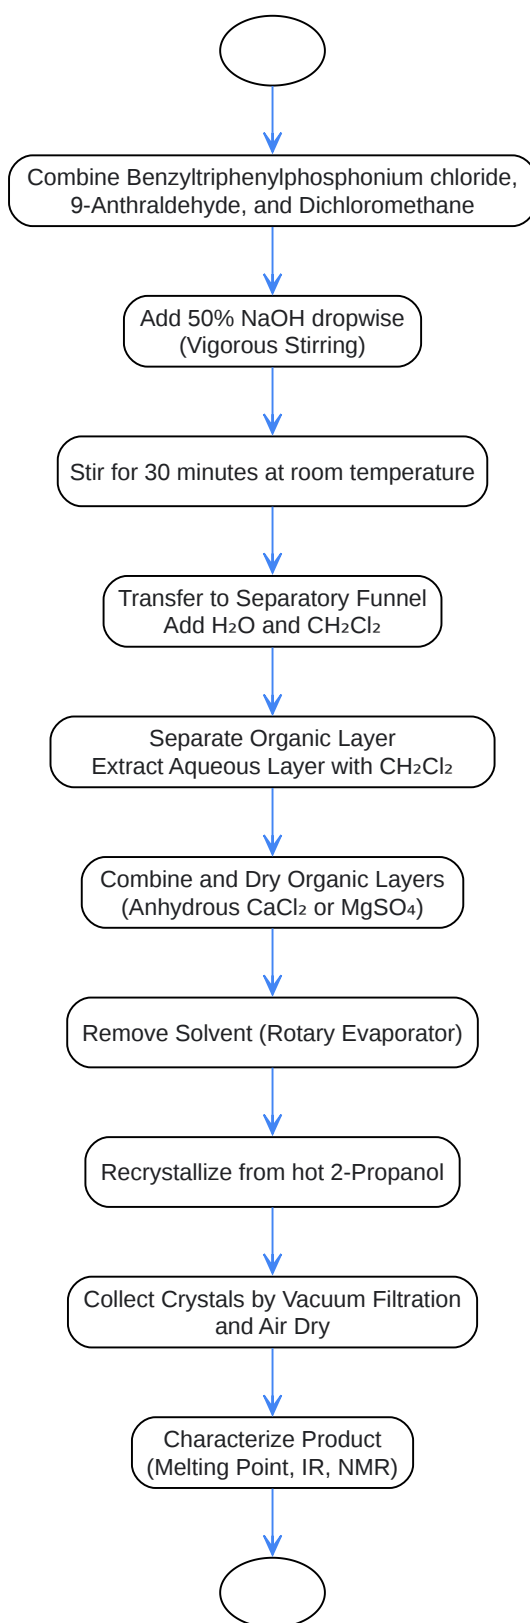 Combine Benzyltriphenylphosphonium chloride,
9-Anthraldehyde, and Dichloromethane
Add 50% NaOH dropwise
(Vigorous Stirring)
Stir for 30 minutes at room temperature
Transfer to Separatory Funnel
Add H₂O and CH₂Cl₂
Separate Organic Layer
Extract Aqueous Layer with CH₂Cl₂
Combine and Dry Organic Layers
(Anhydrous CaCl₂ or MgSO₄)
Remove Solvent (Rotary Evaporator)
Recrystallize from hot 2-Propanol
Collect Crystals by Vacuum Filtration
and Air Dry
Characterize Product
(Melting Point, IR, NMR)